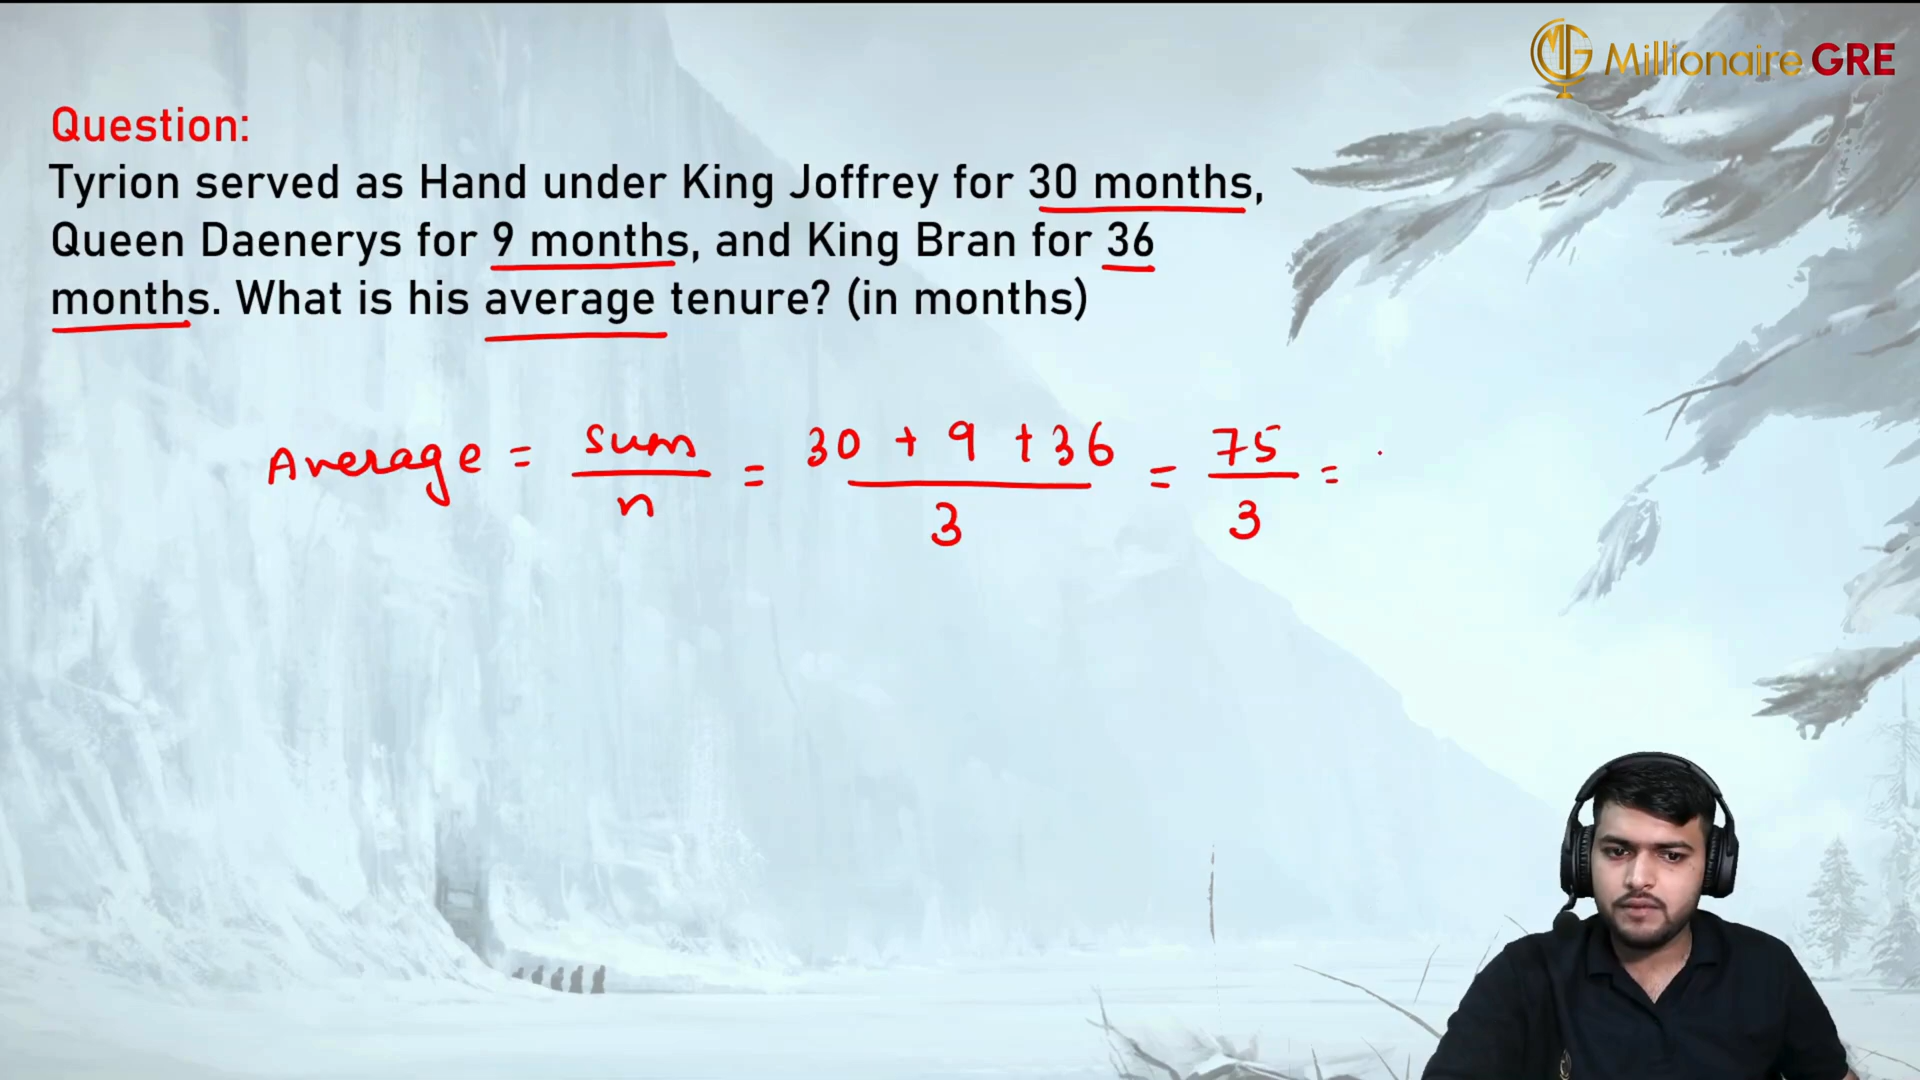 MG Millionaire GRE
Question:
Tyrion served as Hand under King Joffrey for 30 months,
Queen Daenerys for 9 months, and King Bran for 36
months. What is his average tenure? (in months)
Average = sum/n = 30 + 9 + 36/3 = 75/3 =